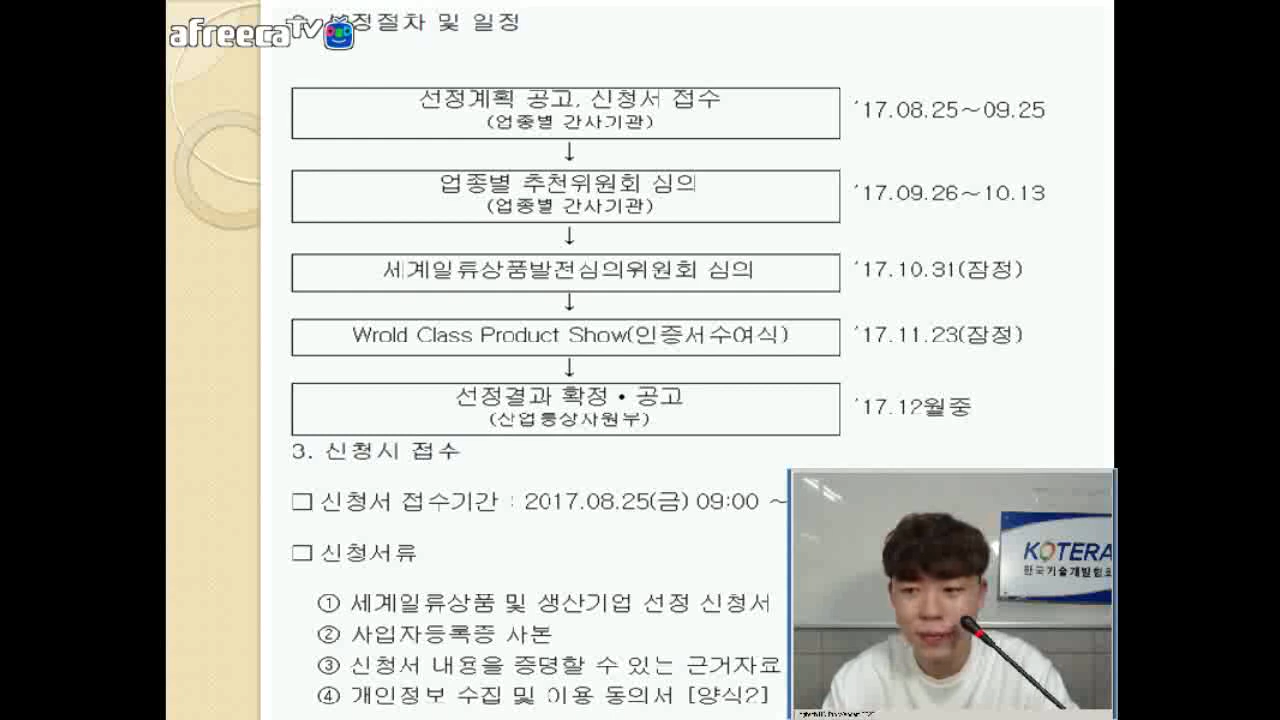 afreecaTV
선정절차 및 일정
선정계획 공고, 신청서 접수
(업종별 간사기관)
'17.08.25~09.25
↓
업종별 추천위원회 심의
(업종별 간사기관)
'17.09.26~10.13
↓
세계일류상품발전심의위원회 심의
'17.10.31(잠정)
↓
Wrold Class Product Show(인증서수여식)
'17.11.23(잠정)
↓
선정결과 확정·공고
(산업통상자원부)
'17.12월중
3. 신청시 접수
❏ 신청서 접수기간 : 2017.08.25(금) 09:00 ~
❏ 신청서류
① 세계일류상품 및 생산기업 선정 신청서
② 사업자등록증 사본
③ 신청서 내용을 증명할 수 있는 근거자료
④ 개인정보 수집 및 이용 동의서 [양식2]
KOTERA
한국기술개발협회